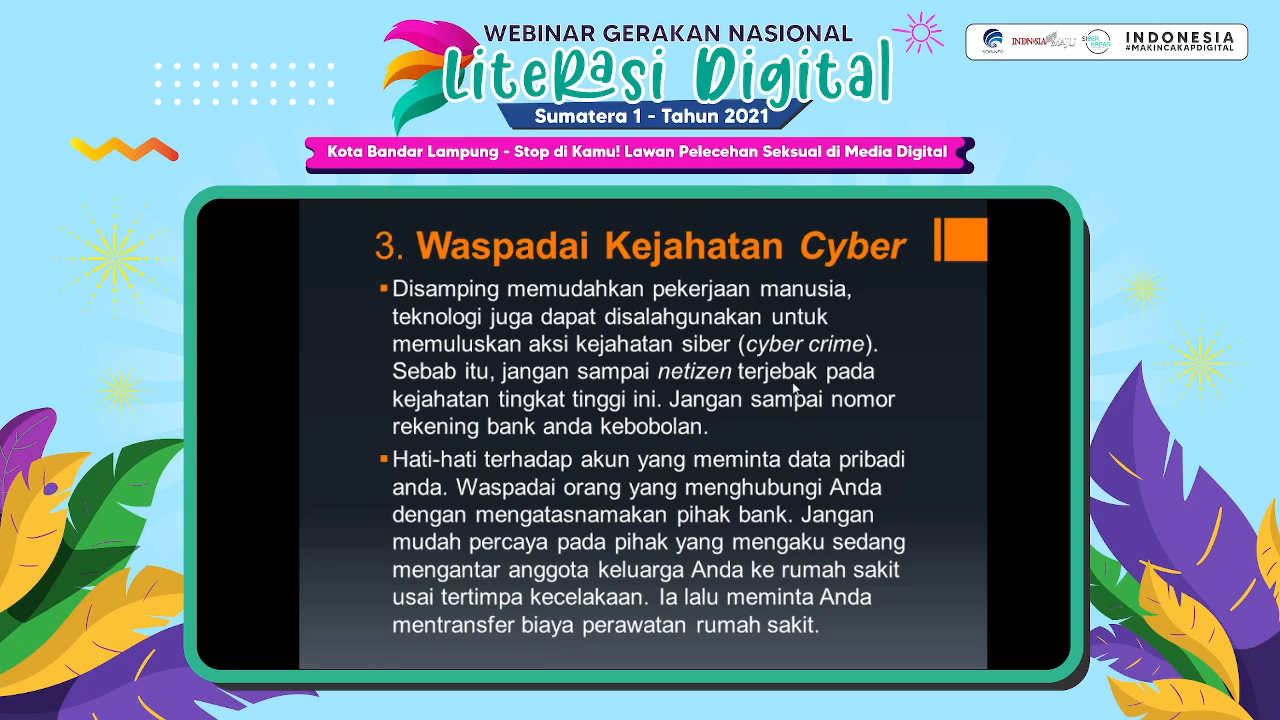 WEBINAR GERAKAN NASIONAL
Literasi Digital
Sumatera 1 - Tahun 2021
KOMINFO
INDONESIA MAJU
SIBER KREASI
INDONESIA
#MAKINCAKAPDIGITAL
Kota Bandar Lampung - Stop di Kamu! Lawan Pelecehan Seksual di Media Digital
3. Waspadai Kejahatan Cyber
Disamping memudahkan pekerjaan manusia,
teknologi juga dapat disalahgunakan untuk
memuluskan aksi kejahatan siber (cyber crime).
Sebab itu, jangan sampai netizen terjebak pada
kejahatan tingkat tinggi ini. Jangan sampai nomor
rekening bank anda kebobolan.
Hati-hati terhadap akun yang meminta data pribadi
anda. Waspadai orang yang menghubungi Anda
dengan mengatasnamakan pihak bank. Jangan
mudah percaya pada pihak yang mengaku sedang
mengantar anggota keluarga Anda ke rumah sakit
usai tertimpa kecelakaan. Ia lalu meminta Anda
mentransfer biaya perawatan rumah sakit.